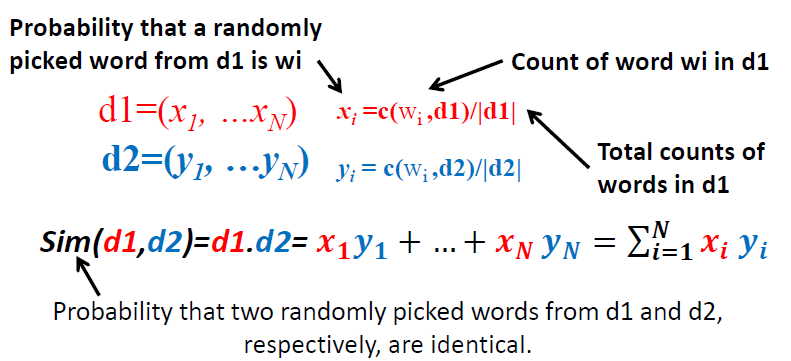 Probability that a randomly
picked word from d1 is wi
Count of word wi in d1
d1=(x1, …xN)
xi =c(wi ,d1)/|d1|
d2=(y1, …yN)
yi = c(wi ,d2)/|d2|
Total counts of
words in d1
Sim(d1,d2)=d1.d2= x1y1 + … + xN yN = ∑i=1^N xi yi
Probability that two randomly picked words from d1 and d2,
respectively, are identical.